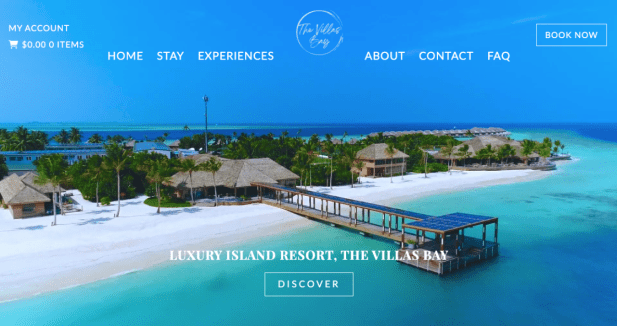 MY ACCOUNT
$0.00 0 ITEMS
HOME STAY EXPERIENCES
The Villas
Bay
ABOUT CONTACT FAQ
BOOK NOW
LUXURY ISLAND RESORT, THE VILLAS BAY
DISCOVER